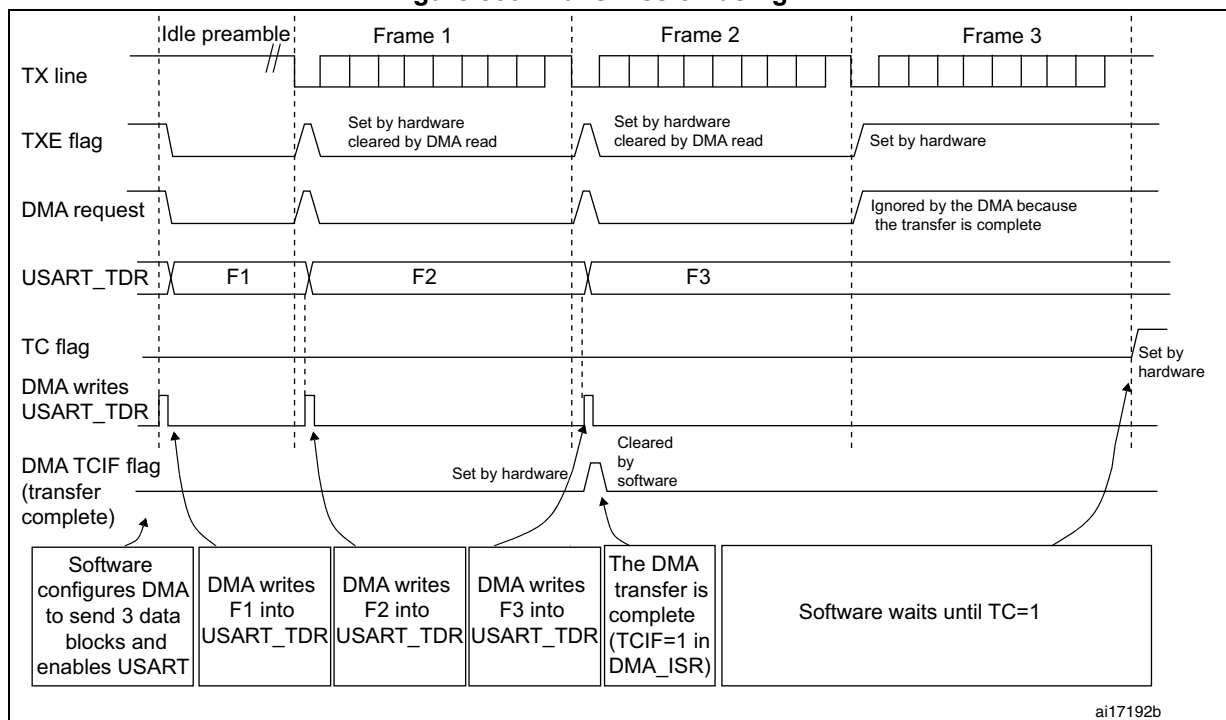 Idle preamble
Frame 1
Frame 2
Frame 3
TX line
TXE flag
Set by hardware
cleared by DMA read
Set by hardware
cleared by DMA read
Set by hardware
DMA request
Ignored by the DMA because
the transfer is complete
USART_TDR
F1
F2
F3
TC flag
Set by
hardware
DMA writes
USART_TDR
DMA TCIF flag
(transfer
complete)
Set by hardware
Cleared
by
software
Software
configures DMA
to send 3 data
blocks and
enables USART
DMA writes
F1 into
USART_TDR
DMA writes
F2 into
USART_TDR
DMA writes
F3 into
USART_TDR
The DMA
transfer is
complete
(TCIF=1 in
DMA_ISR)
Software waits until TC=1
ai17192b